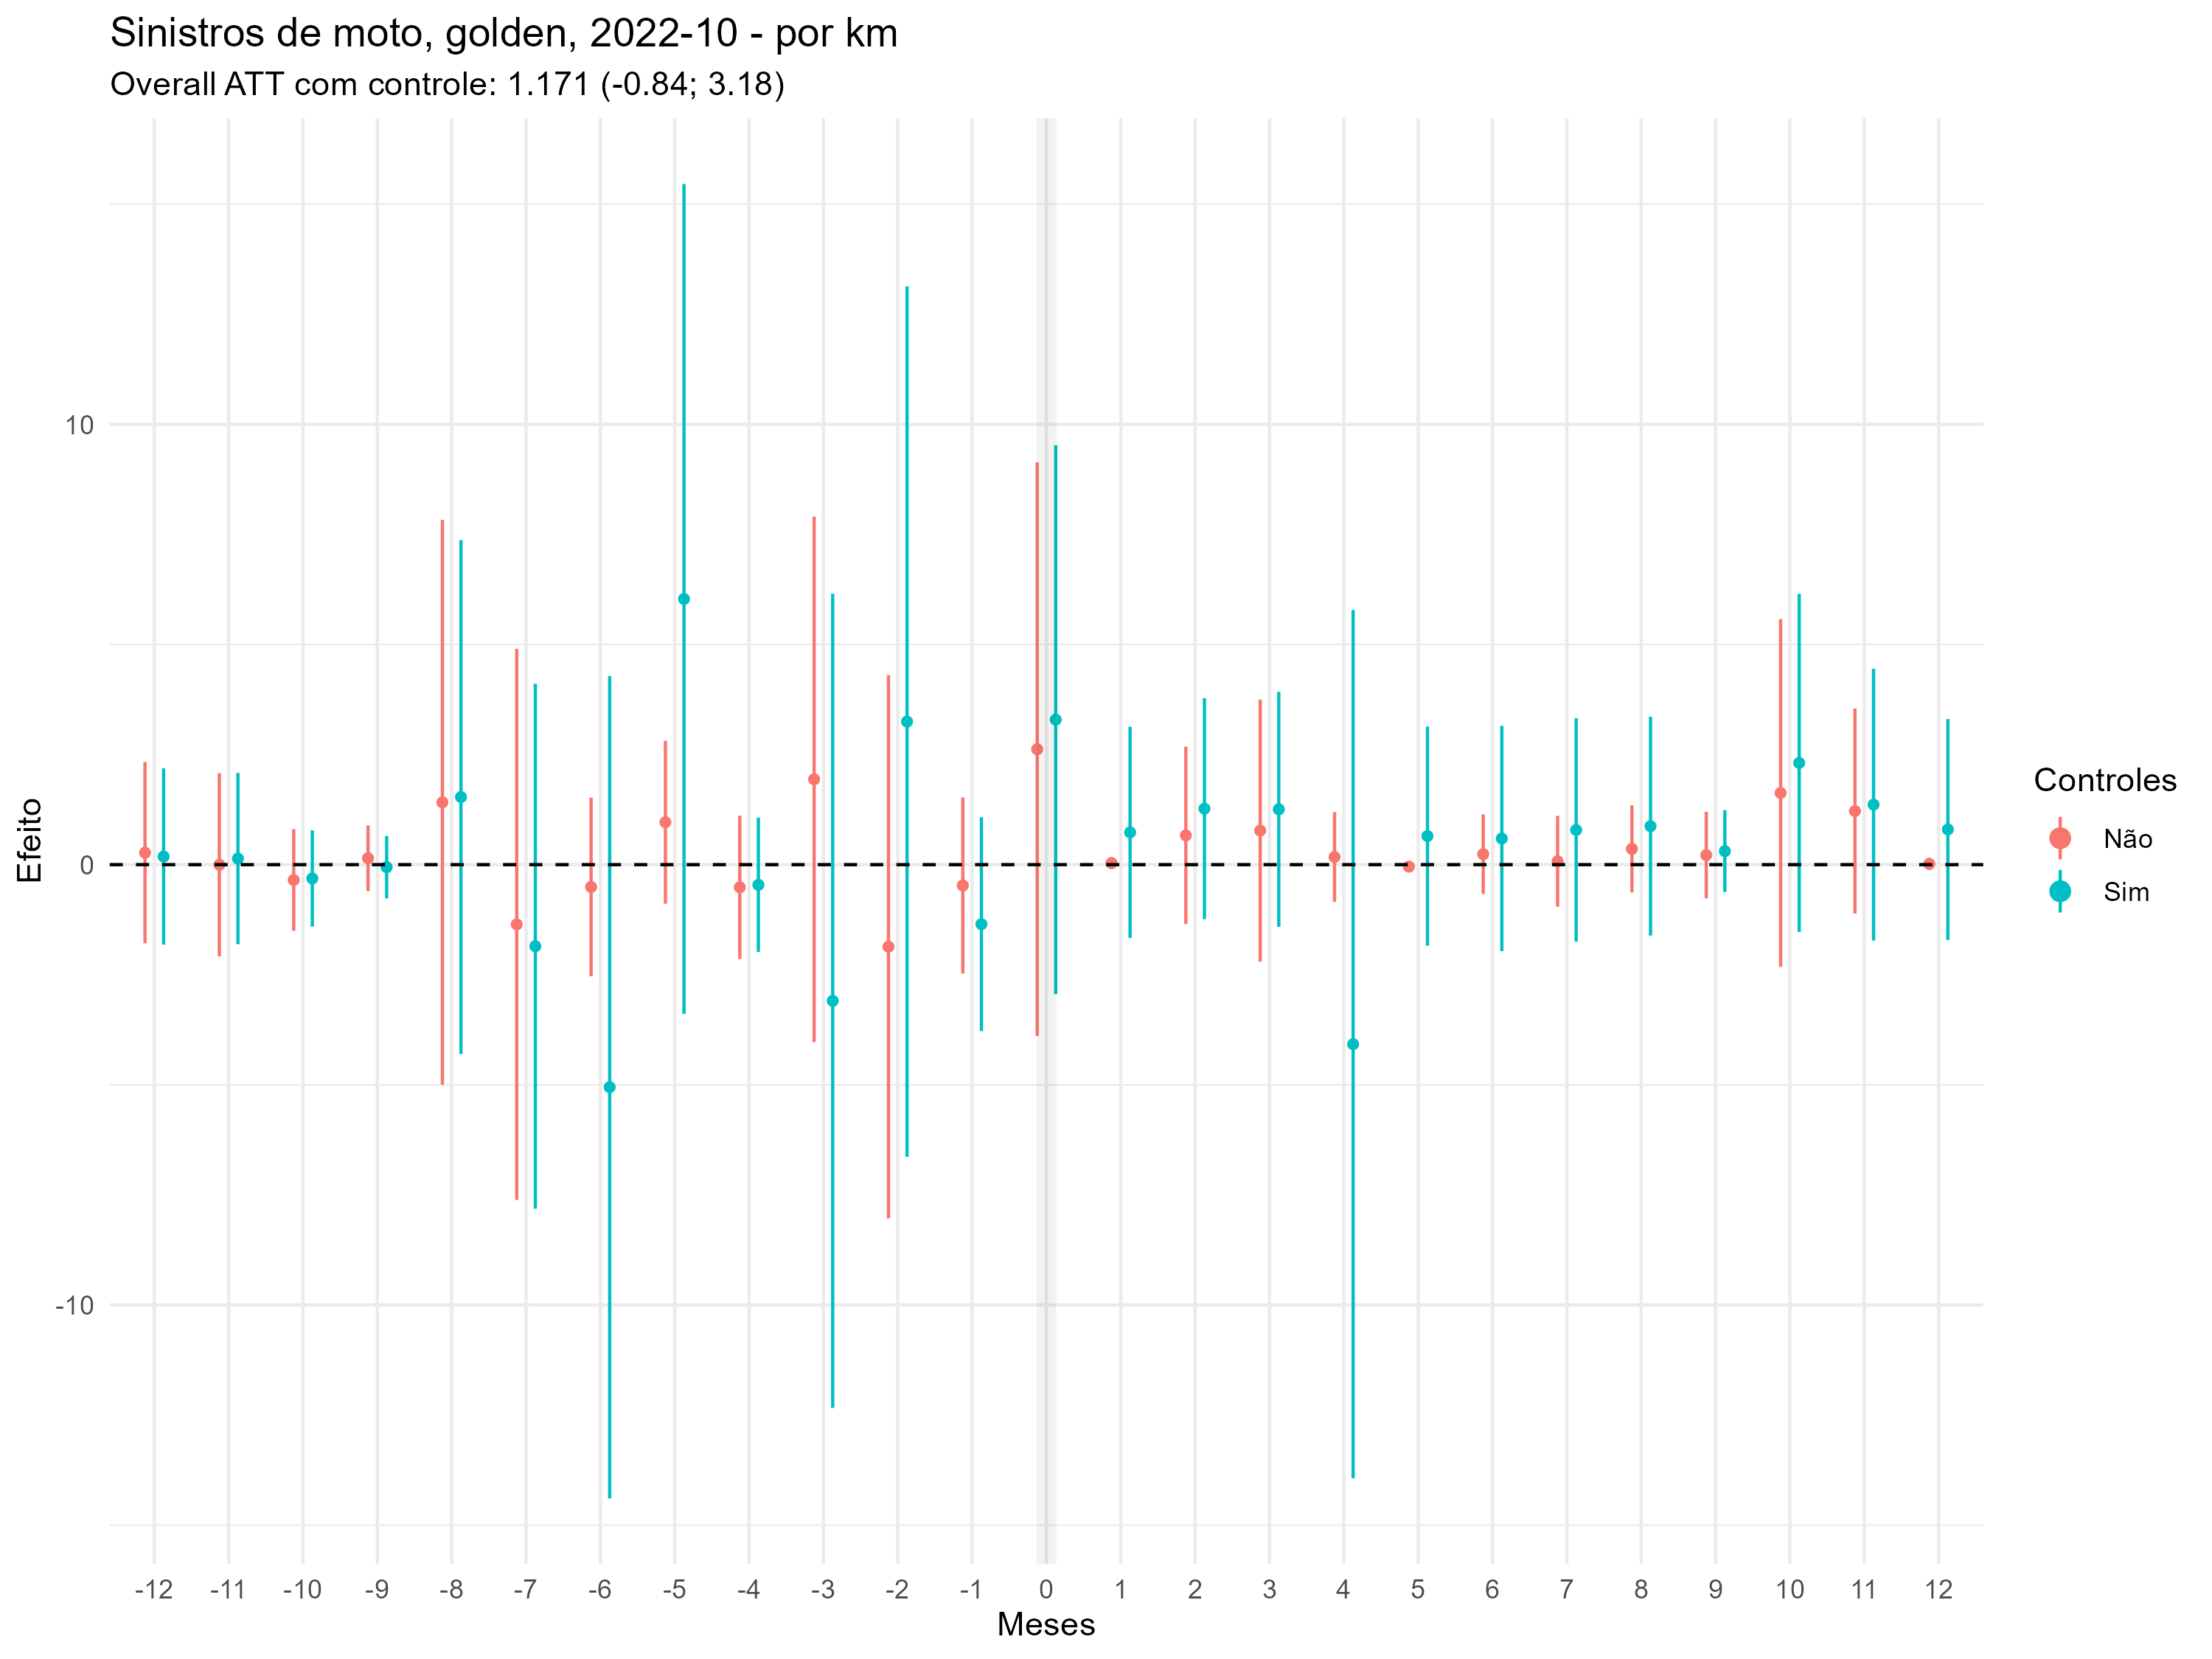 Sinistros de moto, golden, 2022-10 - por km
Overall ATT com controle: 1.171 (-0.84; 3.18)
Efeito
10
0
-10
-12 -11 -10 -9 -8 -7 -6 -5 -4 -3 -2 -1 0 1 2 3 4 5 6 7 8 9 10 11 12
Meses
Controles
Não
Sim